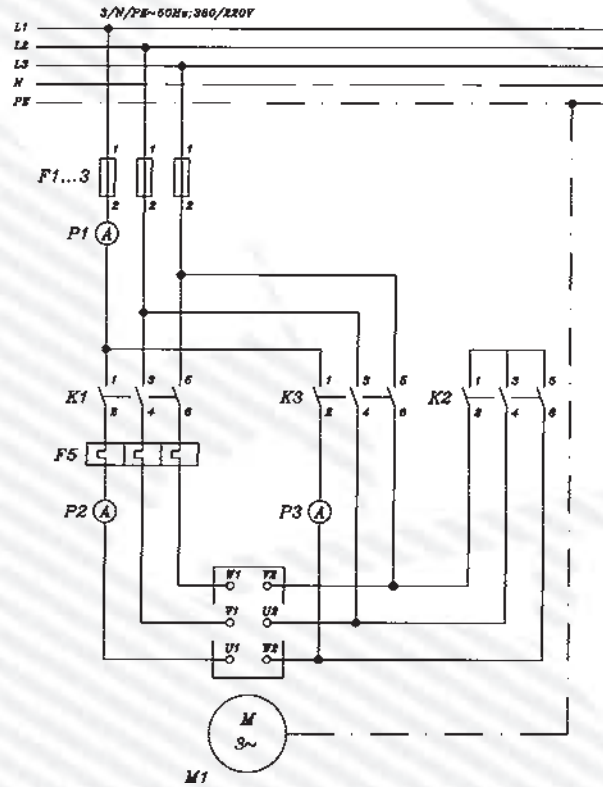 3/N/PE~50Hz;380/220V
L1
L2
L3
N
PE
1 1 1
F1...3
2 2 2
P1 A
1 3 5 1 3 5 1 3 5
K1 K3 K2
2 4 6 2 4 6 2 4 6
F5
P2 A P3 A
W1 V2
V1 U2
U1 W2
M
3~
M1